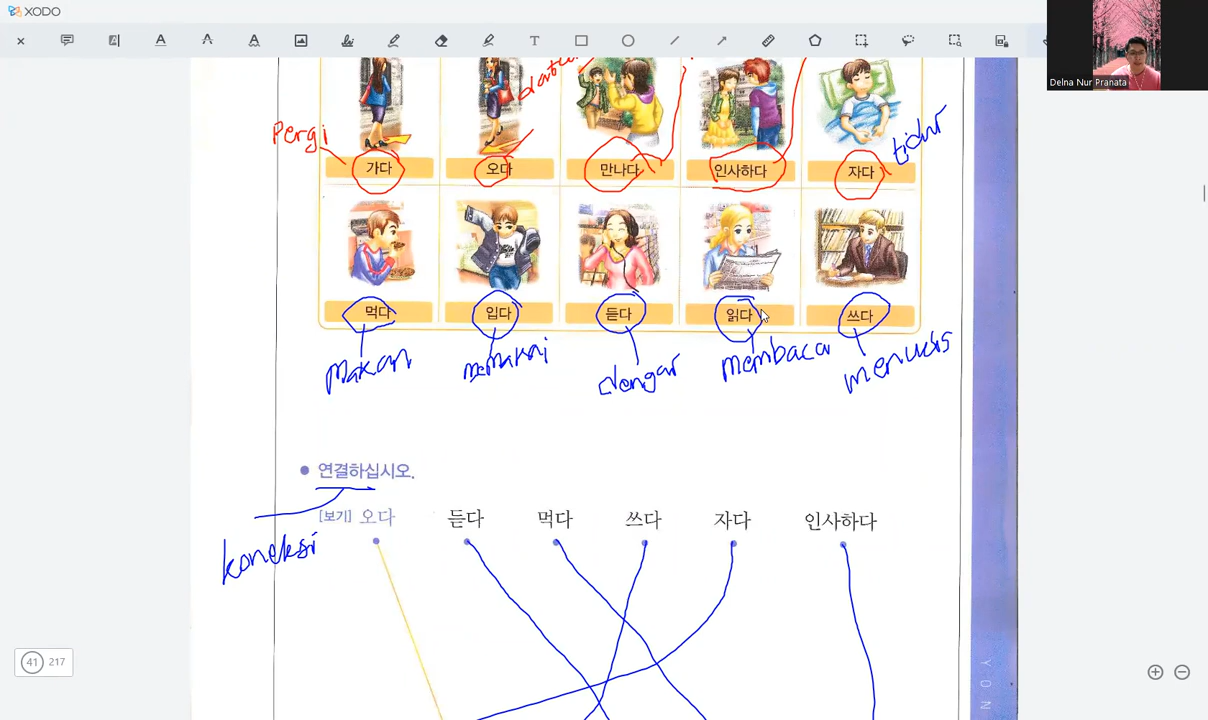 XODO
Delna Nur Pranata
Pergi
가다
오다
만나다
인사하다
자다
tidur
먹다
입다
듣다
읽다
쓰다
makan
memakai
dengar
membaca
menulis
연결하십시오.
koneksi
[보기] 오다
듣다
먹다
쓰다
자다
인사하다
41 217
Y O N